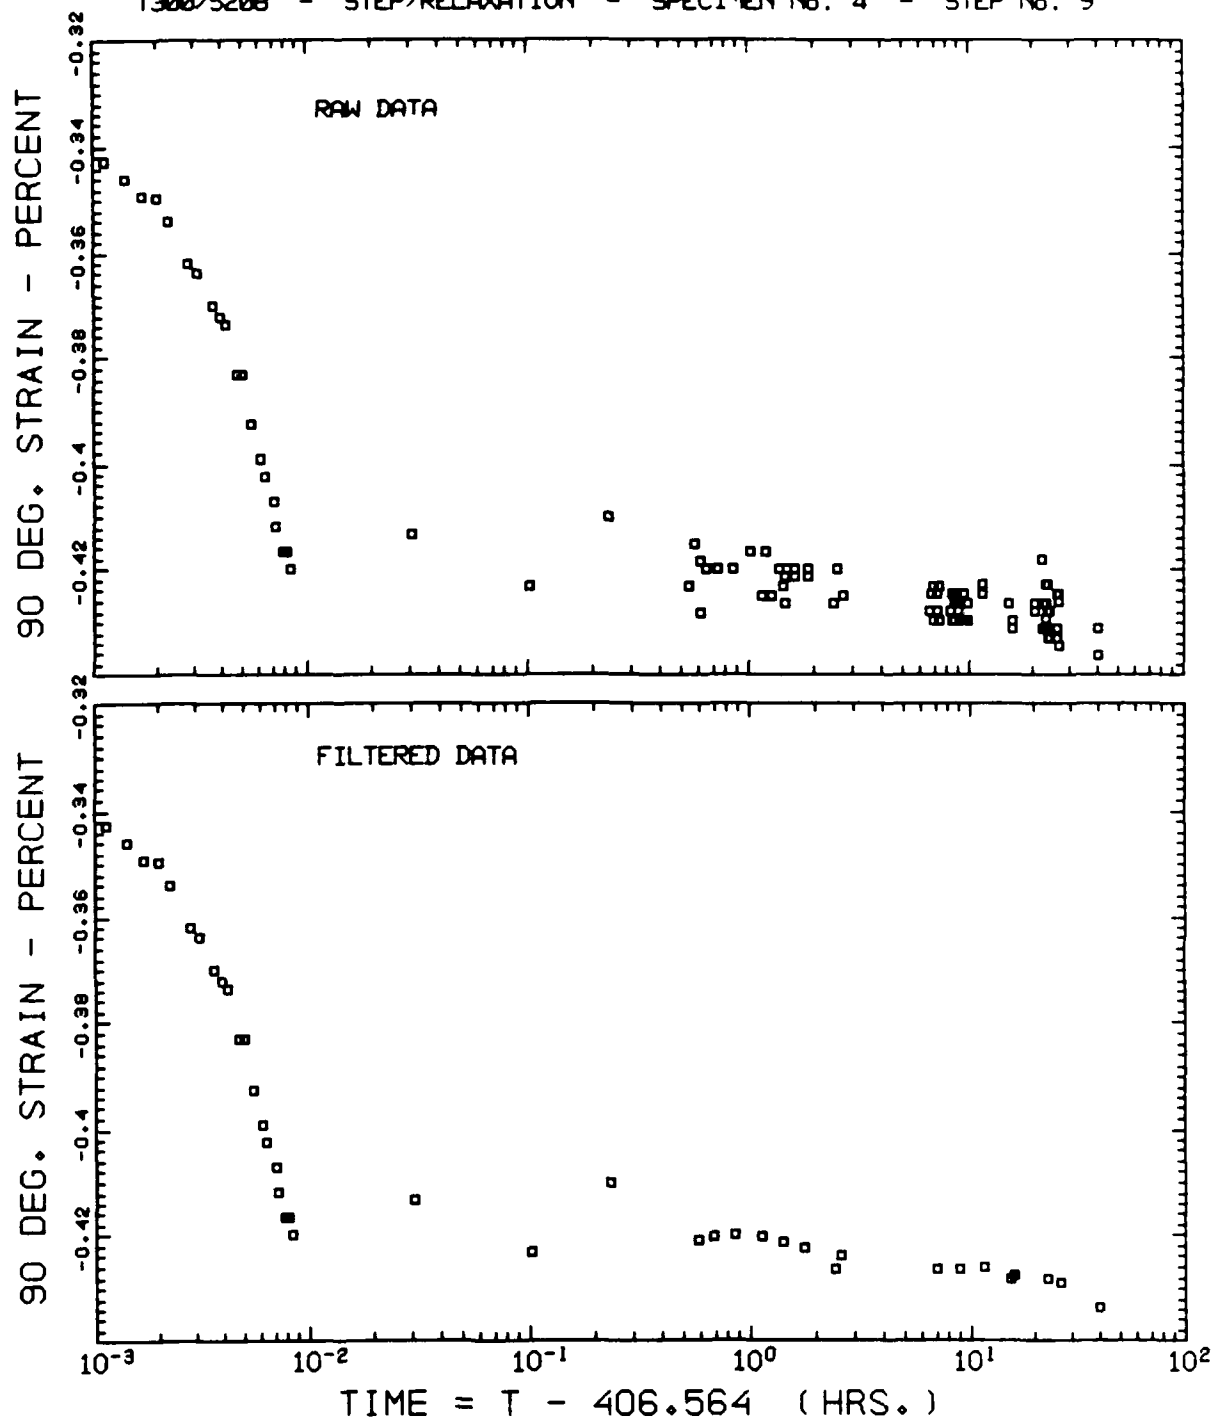 T300/5208 - STEP/RELAXATION - SPECIMEN NO. 4 - STEP NO. 9
RAW DATA
90 DEG. STRAIN - PERCENT
-0.32
-0.34
-0.36
-0.38
-0.4
-0.42
FILTERED DATA
90 DEG. STRAIN - PERCENT
-0.32
-0.34
-0.36
-0.38
-0.4
-0.42
10⁻³ 10⁻² 10⁻¹ 10⁰ 10¹ 10²
TIME = T - 406.564 (HRS.)